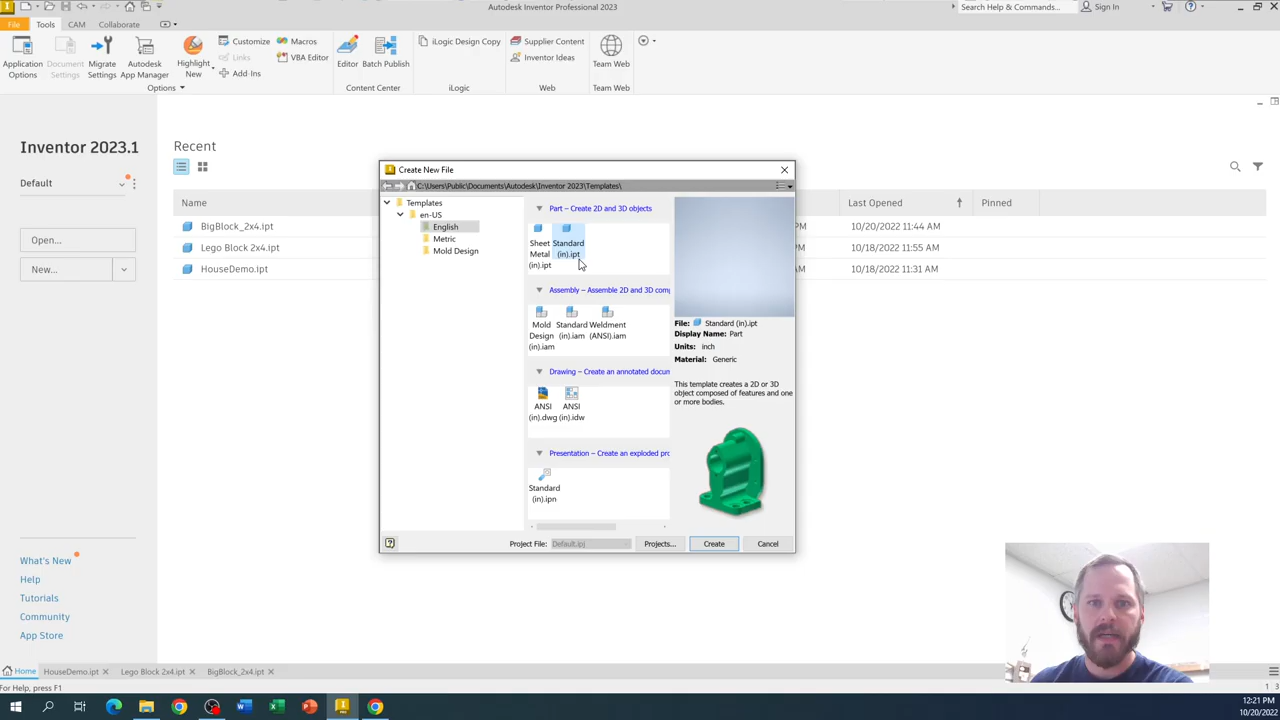 Autodesk Inventor Professional 2023
Search Help & Commands...
Sign In
File
Tools
CAM
Collaborate
Application Options
Document Settings
Migrate Settings
Autodesk App Manager
Highlight New
Customize
Links
Add-Ins
Macros
VBA Editor
Editor
Batch Publish
iLogic Design Copy
Supplier Content
Inventor Ideas
Team Web
Options
Content Center
iLogic
Web
Team Web
Inventor 2023.1
Default
Open...
New...
Recent
Name
Last Opened
Pinned
BigBlock_2x4.ipt
10/20/2022 11:44 AM
Lego Block 2x4.ipt
10/18/2022 11:55 AM
HouseDemo.ipt
10/18/2022 11:31 AM
Create New File
C:\Users\Public\Documents\Autodesk\Inventor 2023\Templates\
Templates
en-US
English
Metric
Mold Design
Part – Create 2D and 3D objects
Sheet Metal (in).ipt
Standard (in).ipt
Assembly – Assemble 2D and 3D comp
Mold Design (in).iam
Standard (in).iam
Weldment (ANSI).iam
Drawing – Create an annotated docum
ANSI (in).dwg
ANSI (in).idw
Presentation – Create an exploded pro
Standard (in).ipn
File: Standard (in).ipt
Display Name: Part
Units: inch
Material: Generic
This template creates a 2D or 3D
object composed of features and one
or more bodies.
Project File:
Default.ipj
Projects...
Create
Cancel
What's New
Help
Tutorials
Community
App Store
Home
HouseDemo.ipt
Lego Block 2x4.ipt
BigBlock_2x4.ipt
For Help, press F1
1 3
12:21 PM
10/20/2022